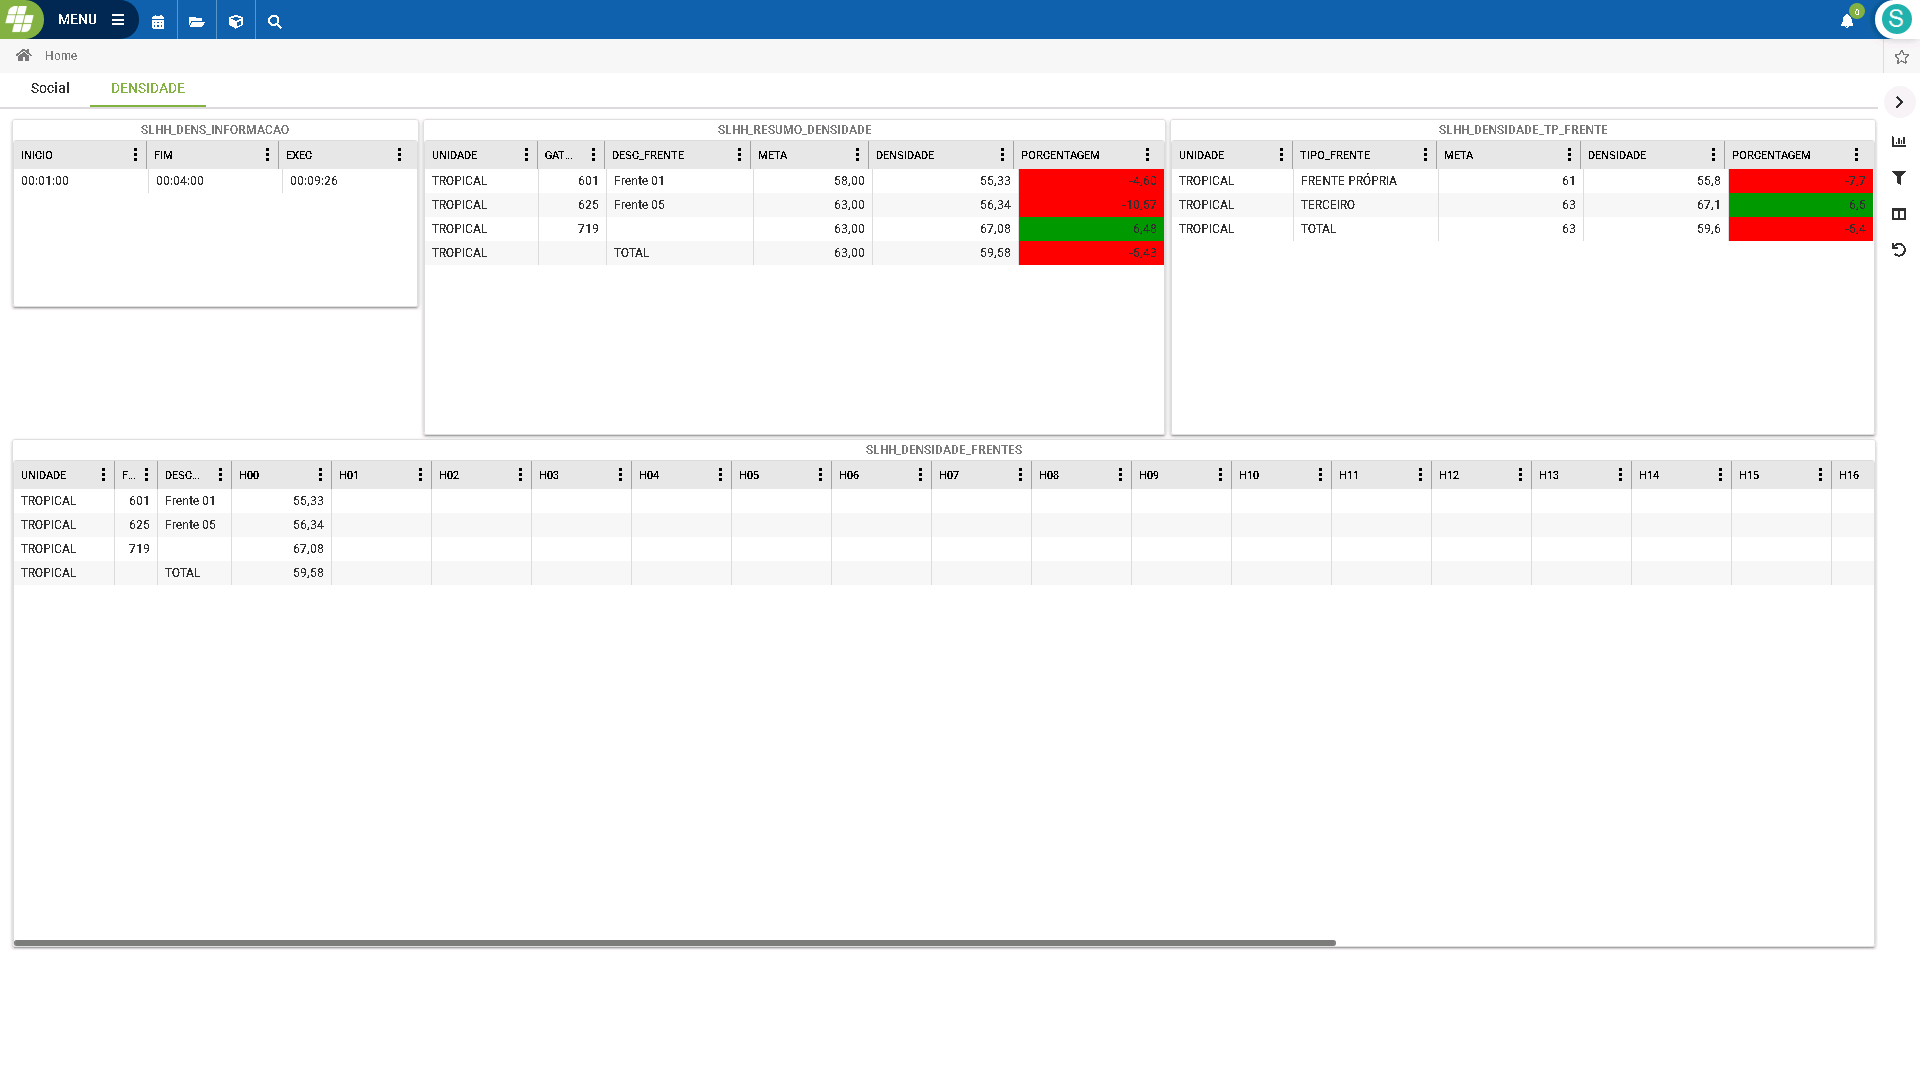 MENU
0
S
Home
Social DENSIDADE
SLHH_DENS_INFORMACAO
INICIO FIM EXEC
00:01:00 00:04:00 00:09:26
SLHH_RESUMO_DENSIDADE
UNIDADE GAT... DESC_FRENTE META DENSIDADE PORCENTAGEM
TROPICAL 601 Frente 01 58,00 55,33 -4,60
TROPICAL 625 Frente 05 63,00 56,34 -10,57
TROPICAL 719 63,00 67,08 6,48
TROPICAL TOTAL 63,00 59,58 -5,43
SLHH_DENSIDADE_TP_FRENTE
UNIDADE TIPO_FRENTE META DENSIDADE PORCENTAGEM
TROPICAL FRENTE PRÓPRIA 61 55,8 -7,7
TROPICAL TERCEIRO 63 67,1 6,5
TROPICAL TOTAL 63 59,6 -5,4
SLHH_DENSIDADE_FRENTES
UNIDADE F... DESC... H00 H01 H02 H03 H04 H05 H06 H07 H08 H09 H10 H11 H12 H13 H14 H15 H16
TROPICAL 601 Frente 01 55,33
TROPICAL 625 Frente 05 56,34
TROPICAL 719 67,08
TROPICAL TOTAL 59,58